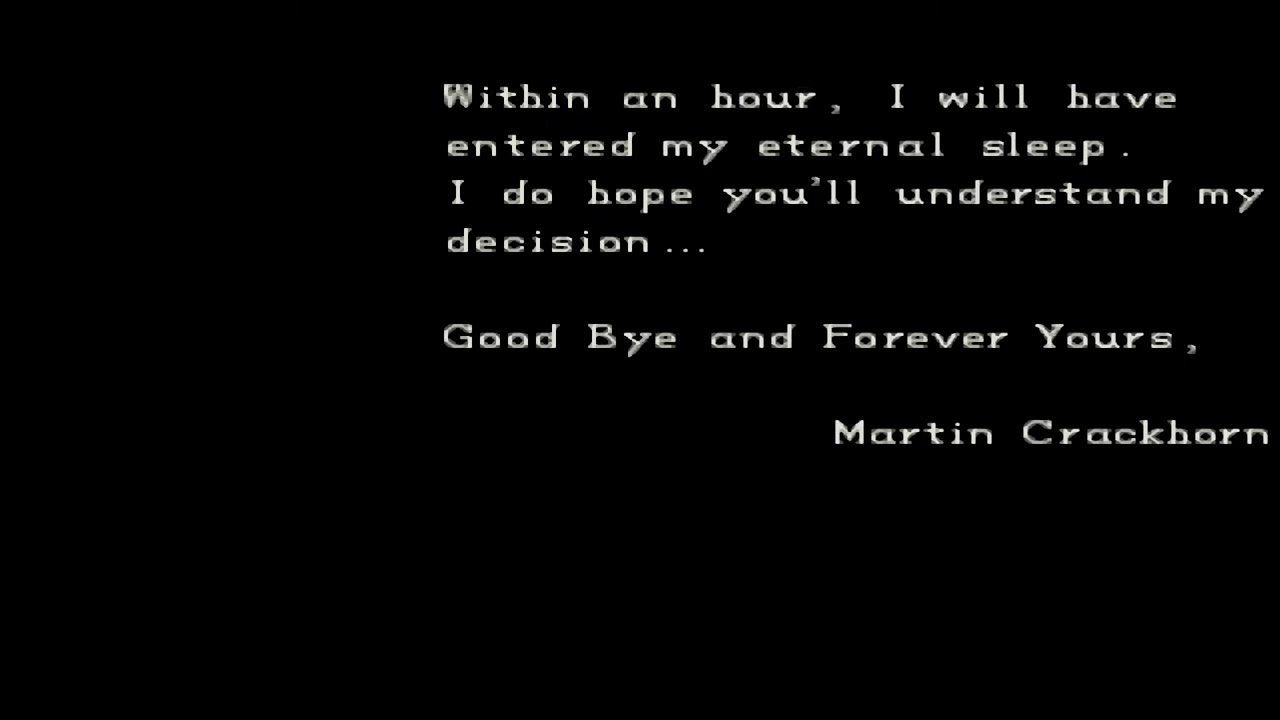 Within an hour, I will have
entered my eternal sleep.
I do hope you'll understand my
decision...
Good Bye and Forever Yours,
Martin Crackhorn